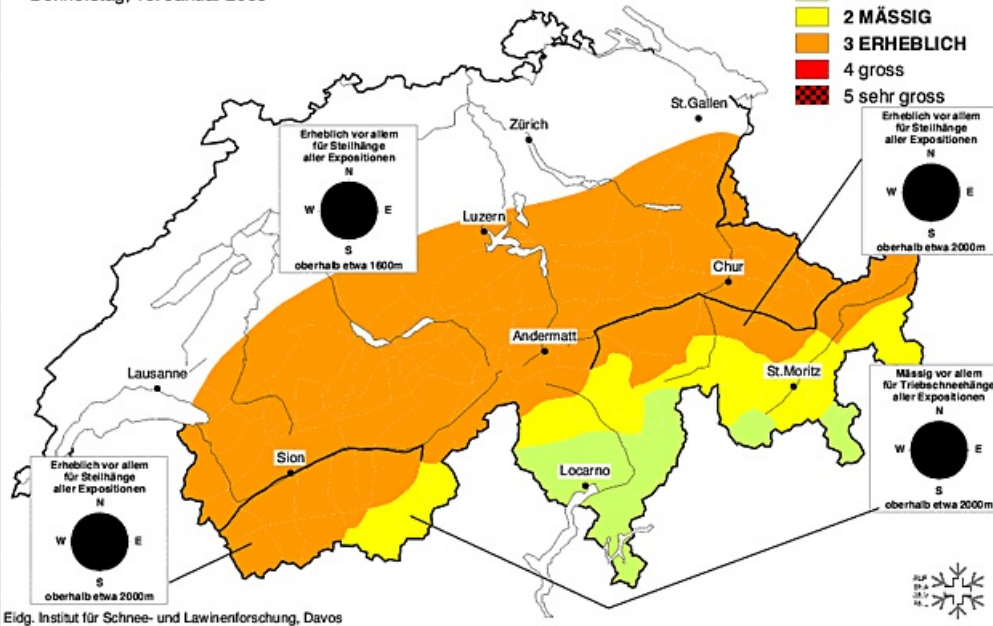 2 MÄSSIG
3 ERHEBLICH
4 gross
5 sehr gross
St.Gallen
Zürich
Erheblich vor allem
für Steilhänge
aller Expositionen
N
W
E
S
oberhalb etwa 1600m
Erheblich vor allem
für Steilhänge
aller Expositionen
N
W
E
S
oberhalb etwa 2000m
Luzern
Chur
Andermatt
Lausanne
St.Moritz
Mässig vor allem
für Triebschneehänge
aller Expositionen
N
W
E
S
oberhalb etwa 2000m
Sion
Locarno
Erheblich vor allem
für Steilhänge
aller Expositionen
N
W
E
S
oberhalb etwa 2000m
Eidg. Institut für Schnee- und Lawinenforschung, Davos